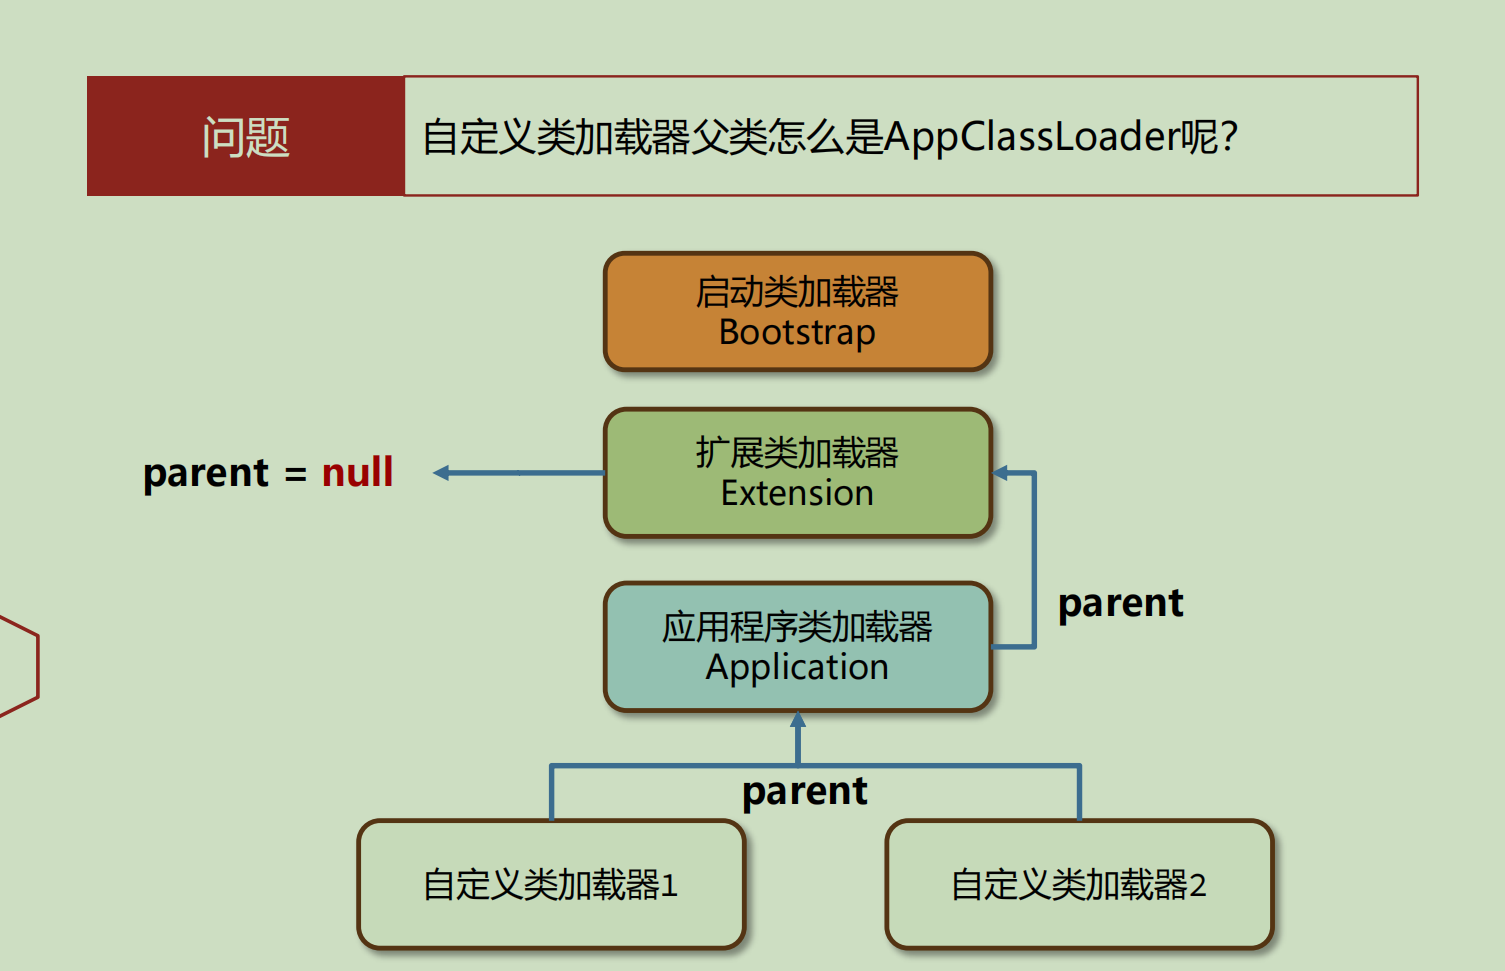 问题
自定义类加载器父类怎么是AppClassLoader呢？
启动类加载器
Bootstrap
parent = null
扩展类加载器
Extension
parent
应用程序类加载器
Application
parent
自定义类加载器1
自定义类加载器2